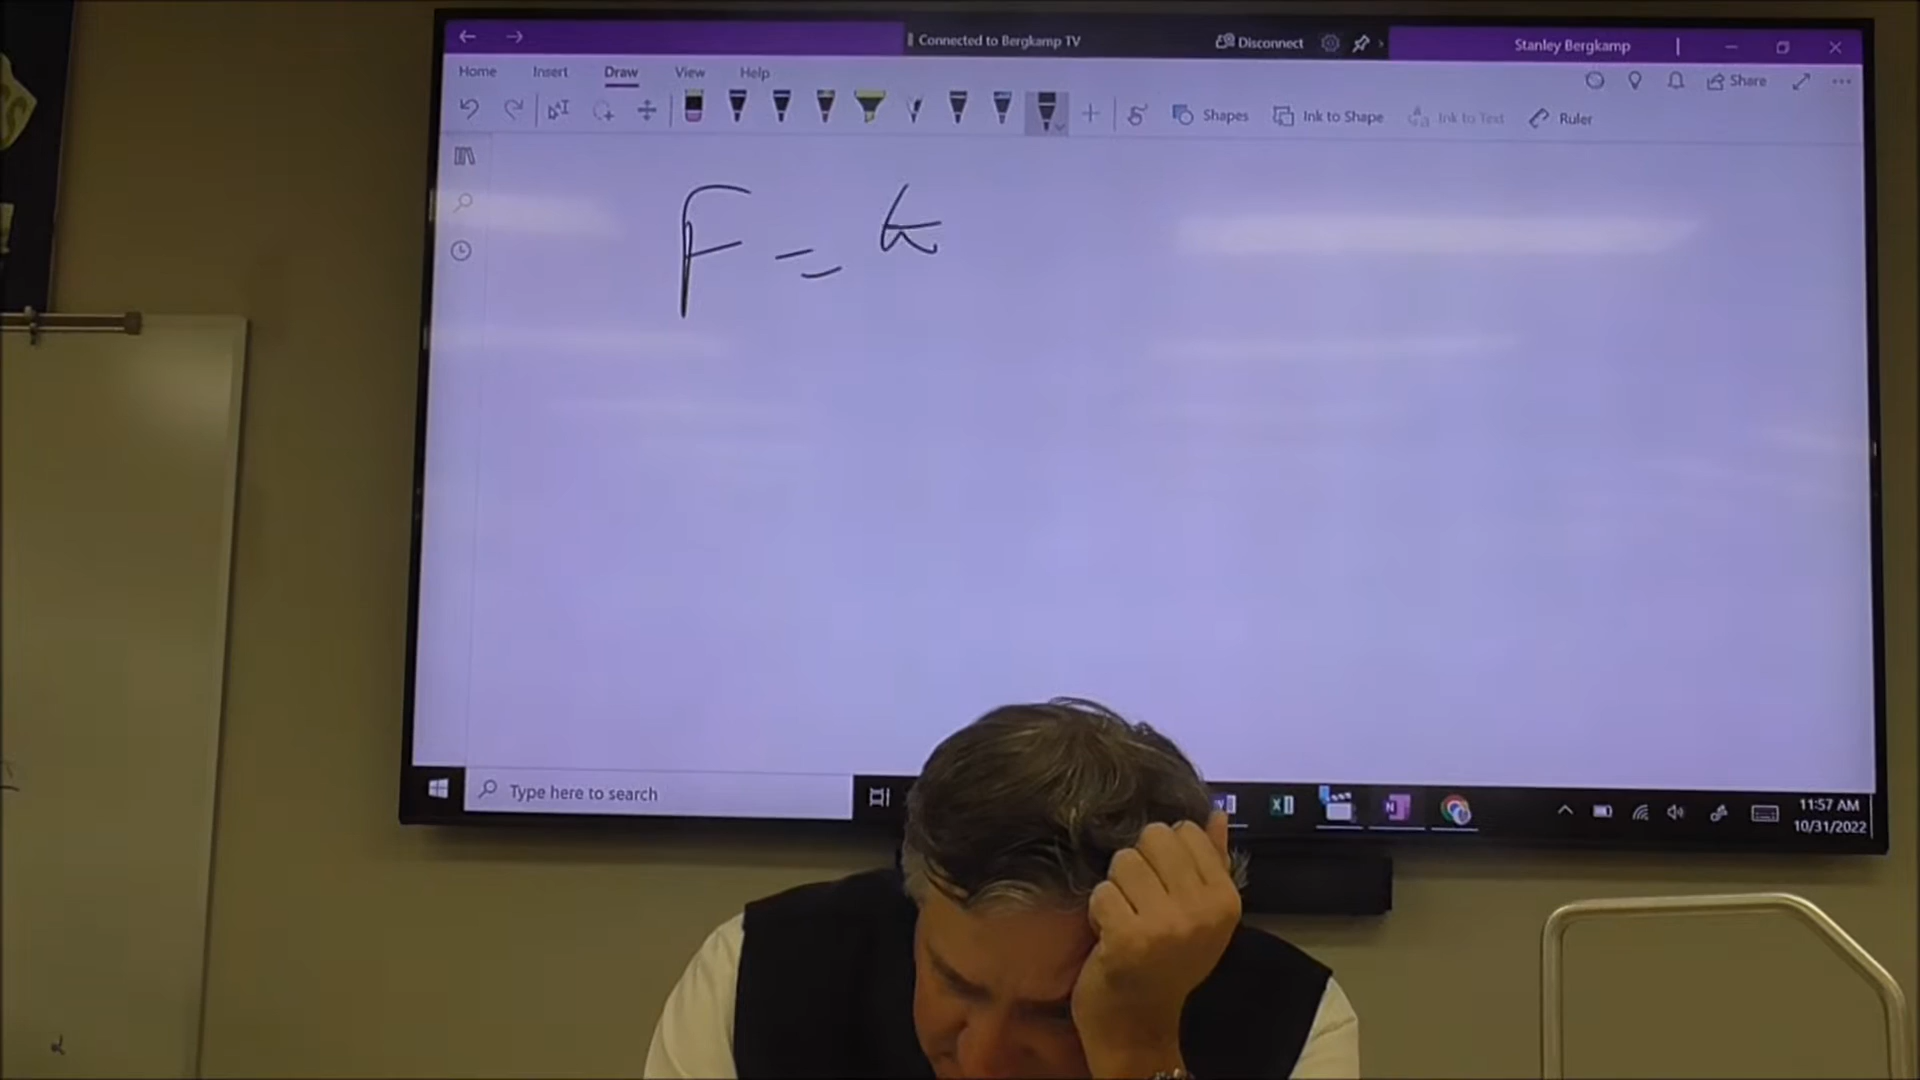 Connected to Bergkamp TV
Disconnect
Stanley Bergkamp
Home Insert Draw View Help
Share
Shapes Ink to Shape Ink to Text Ruler
F = k
Type here to search
11:57 AM
10/31/2022